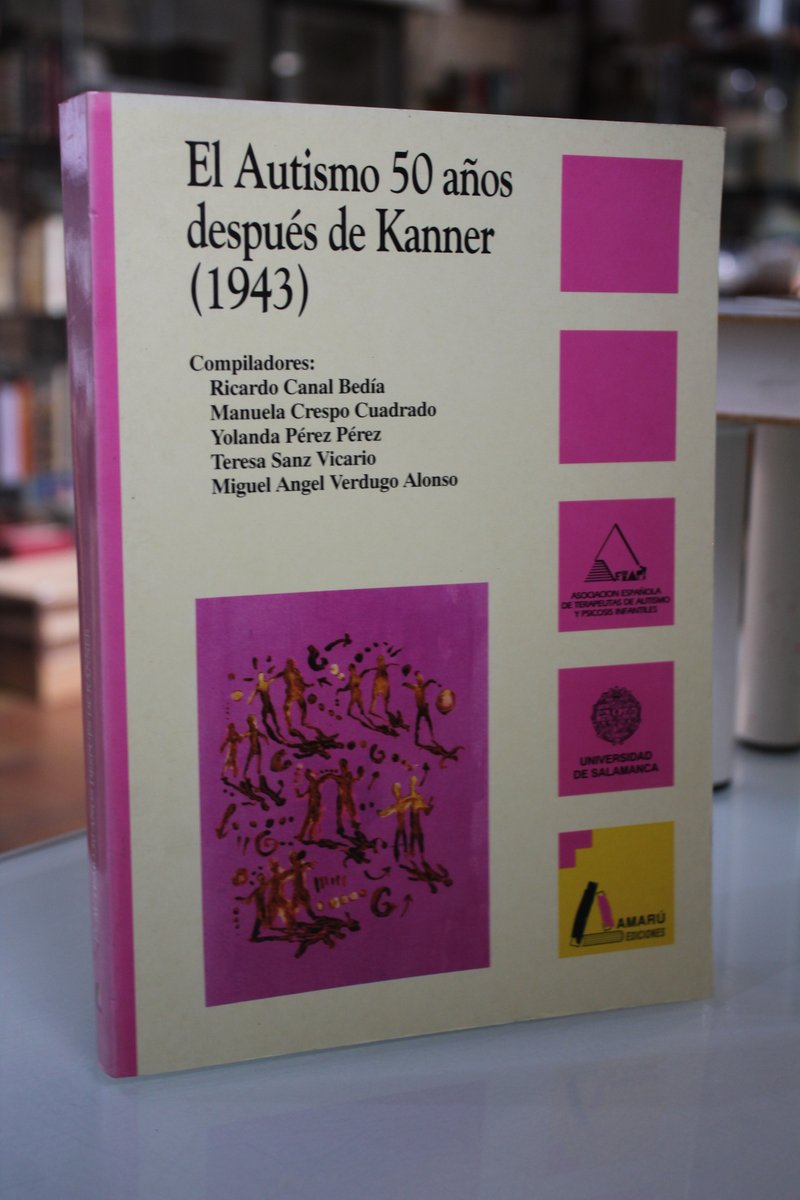 El Autismo 50 años
después de Kanner
(1943)
Compiladores:
Ricardo Canal Bedía
Manuela Crespo Cuadrado
Yolanda Pérez Pérez
Teresa Sanz Vicario
Miguel Angel Verdugo Alonso
ASOCIACION ESPAÑOLA
DE TERAPEUTAS DE AUTISMO
Y PSICOSIS INFANTILES
UNIVERSIDAD
DE SALAMANCA
AMARÚ
EDICIONES